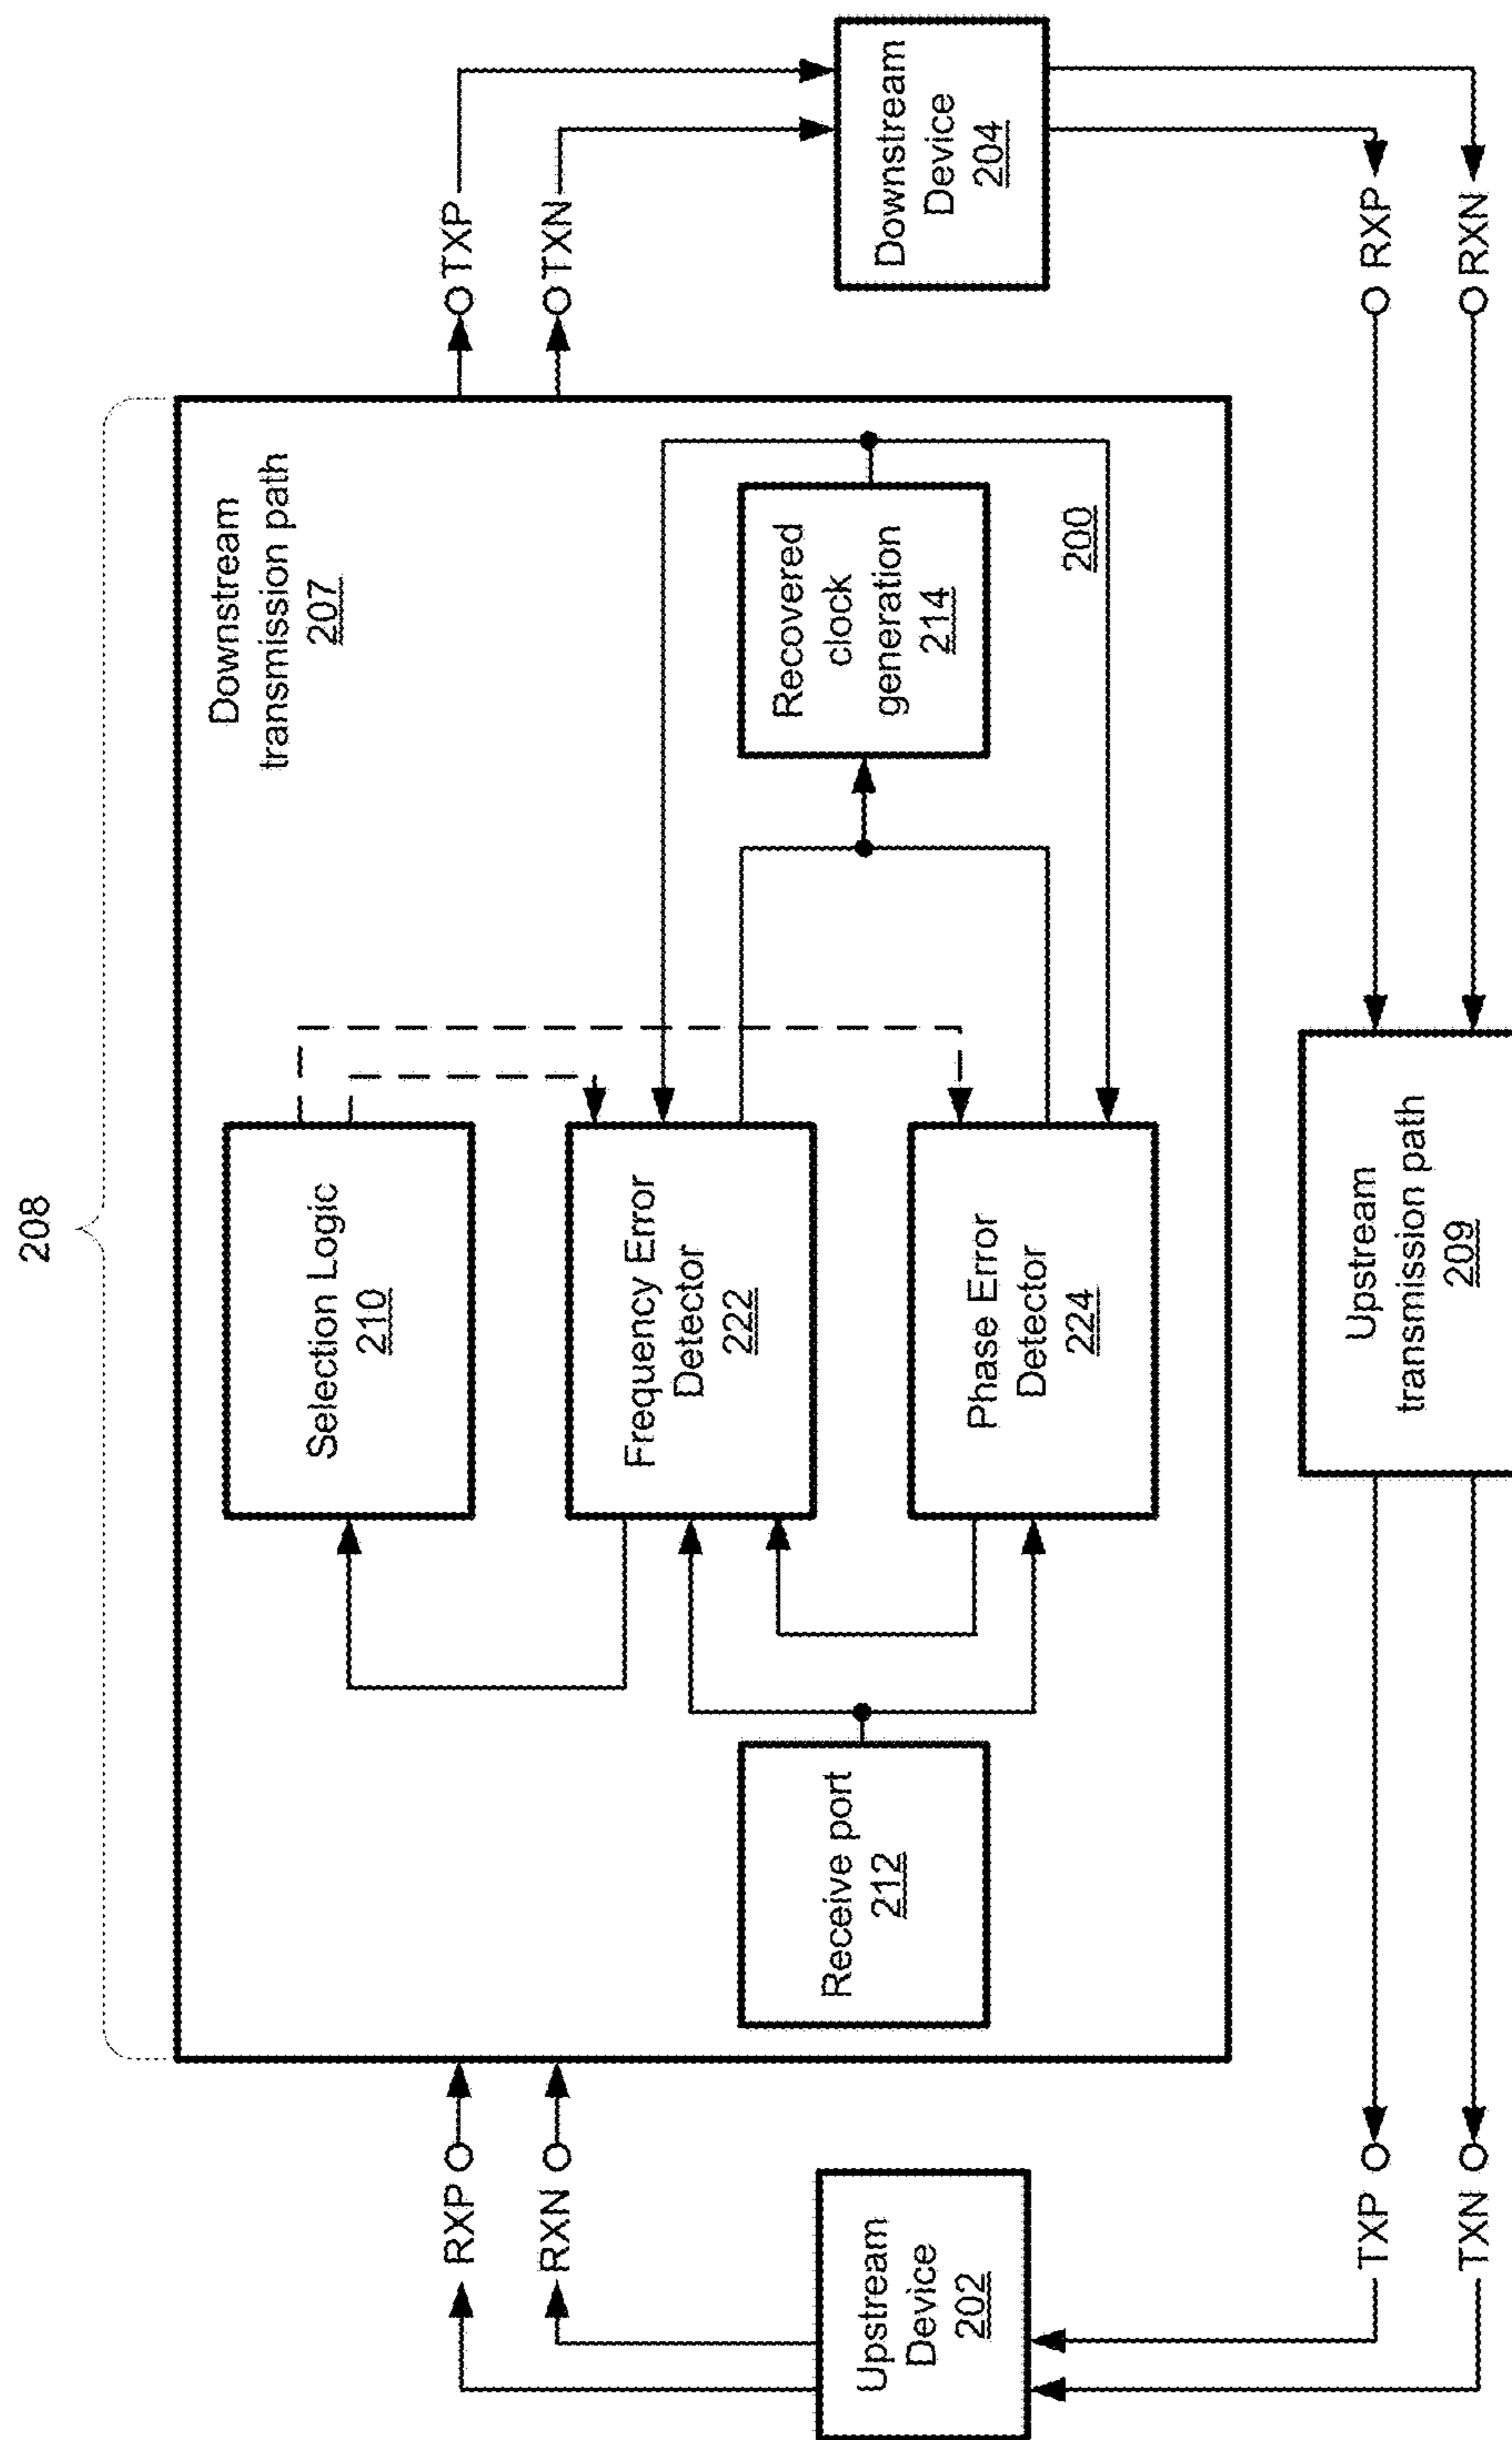 208
Downstream
transmission path
207
Selection Logic
210
Frequency Error
Detector
222
Phase Error
Detector
224
Receive port
212
Recovered
clock
generation
214
200
RXP
RXN
Upstream
Device
202
TXP
TXN
TXP
TXN
Downstream
Device
204
RXP
RXN
Upstream
transmission path
209